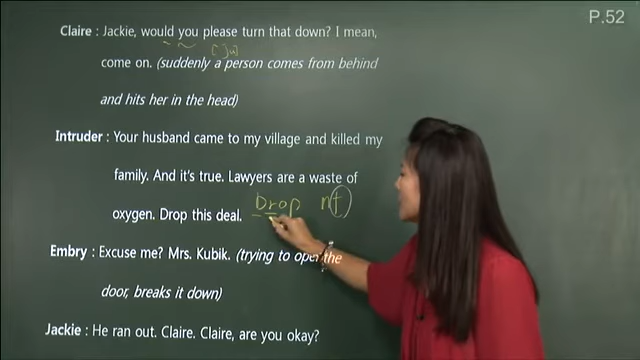 P.52
Claire : Jackie, would you please turn that down? I mean,
come on. (suddenly a person comes from behind
and hits her in the head)
Intruder : Your husband came to my village and killed my
family. And it's true. Lawyers are a waste of
oxygen. Drop this deal. Drop nt
Embry : Excuse me? Mrs. Kubik. (trying to open the
door, breaks it down)
Jackie : He ran out. Claire. Claire, are you okay?